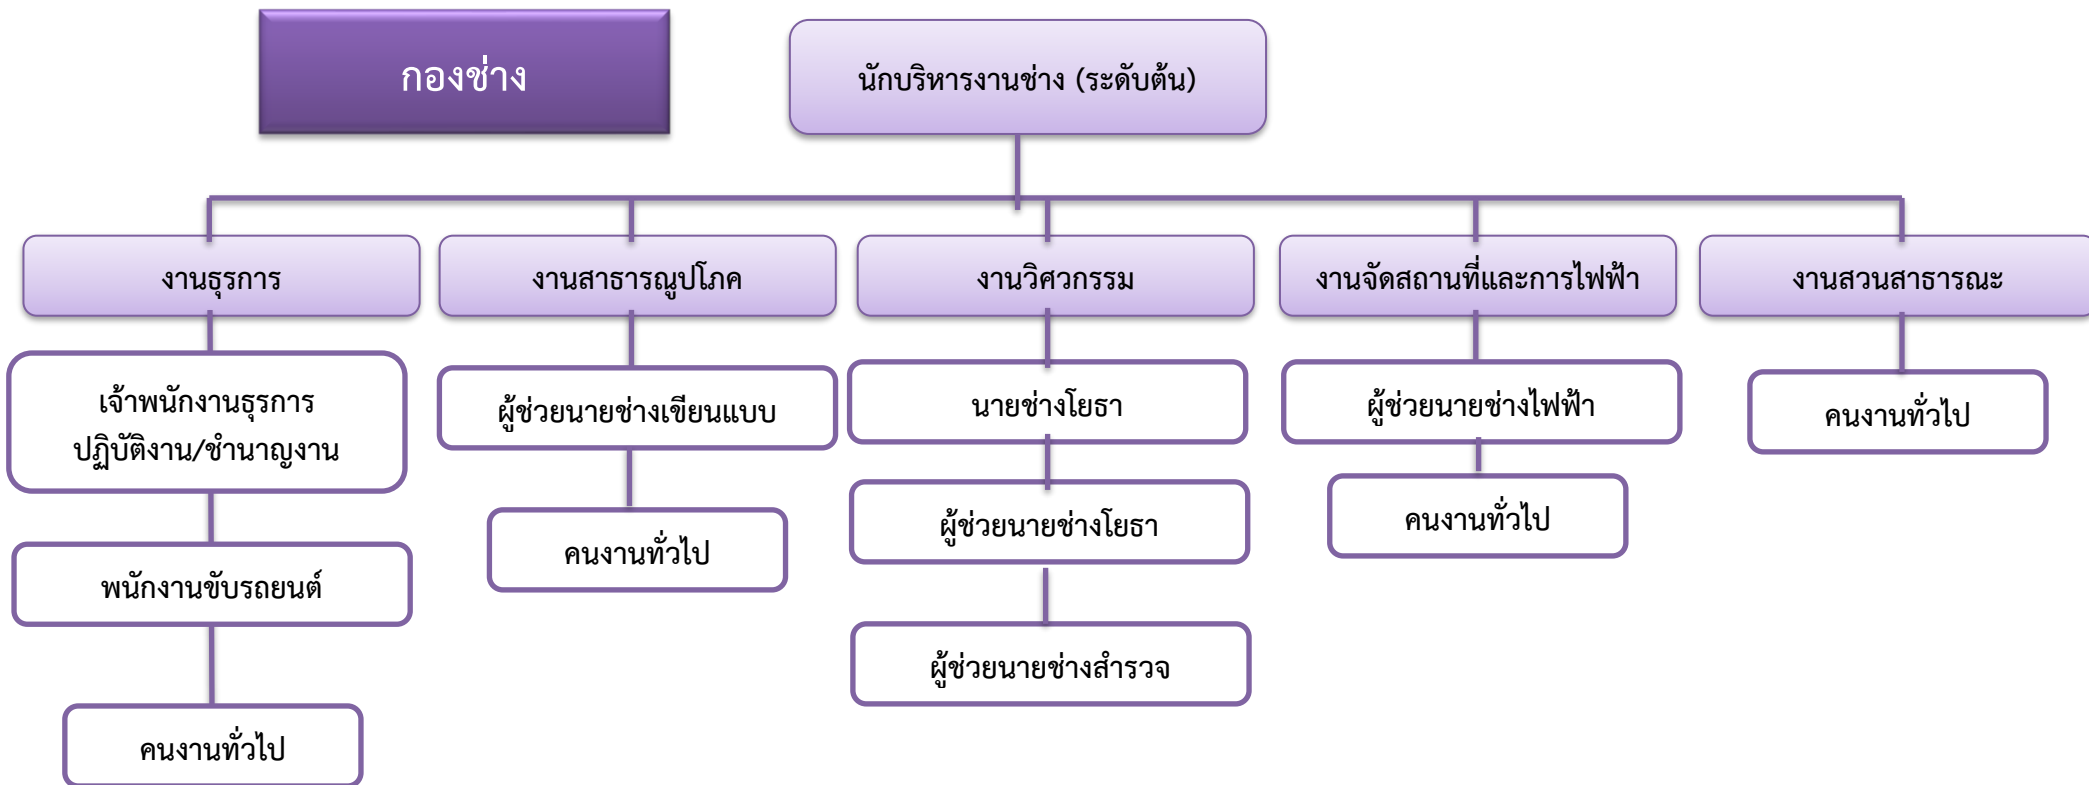 กองช่าง
นักบริหารงานช่าง (ระดับต้น)
งานธุรการ
งานสาธารณูปโภค
งานวิศวกรรม
งานจัดสถานที่และการไฟฟ้า
งานสวนสาธารณะ
เจ้าพนักงานธุรการ
ปฏิบัติงาน/ชำนาญงาน
ผู้ช่วยนายช่างเขียนแบบ
นายช่างโยธา
ผู้ช่วยนายช่างไฟฟ้า
คนงานทั่วไป
พนักงานขับรถยนต์
คนงานทั่วไป
ผู้ช่วยนายช่างโยธา
คนงานทั่วไป
ผู้ช่วยนายช่างสำรวจ
คนงานทั่วไป